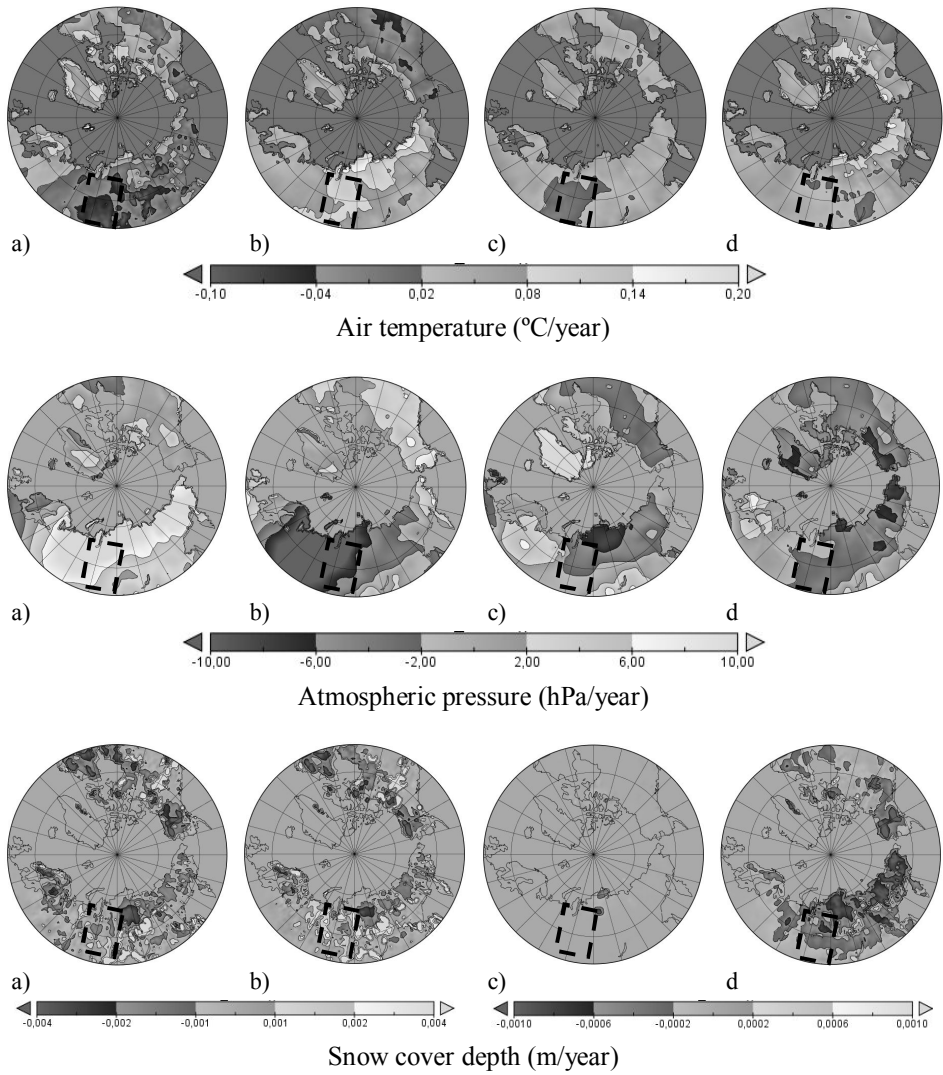 a) b) c) d
-0,10 -0,04 0,02 0,08 0,14 0,20
Air temperature (ºC/year)
a) b) c) d
-10,00 -6,00 -2,00 2,00 6,00 10,00
Atmospheric pressure (hPa/year)
a) b) c) d
-0,004 -0,002 -0,001 0,001 0,002 0,004 -0,0010 -0,0006 -0,0002 0,0002 0,0006 0,0010
Snow cover depth (m/year)